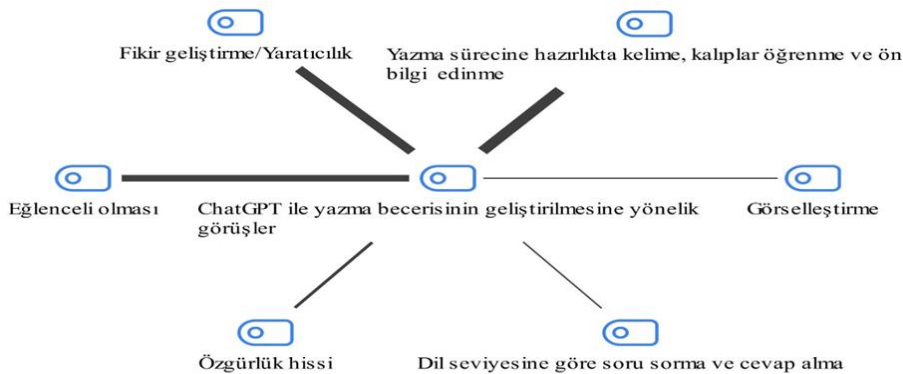 Fikir geliştirme/Yaratıcılık
Yazma sürecine hazırlıkta kelime, kalıplar öğrenme ve ön
bilgi edinme
Eğlenceli olması
ChatGPT ile yazma becerisinin geliştirilmesine yönelik
görüşler
Görselleştirme
Özgürlük hissi
Dil seviyesine göre soru sorma ve cevap alma